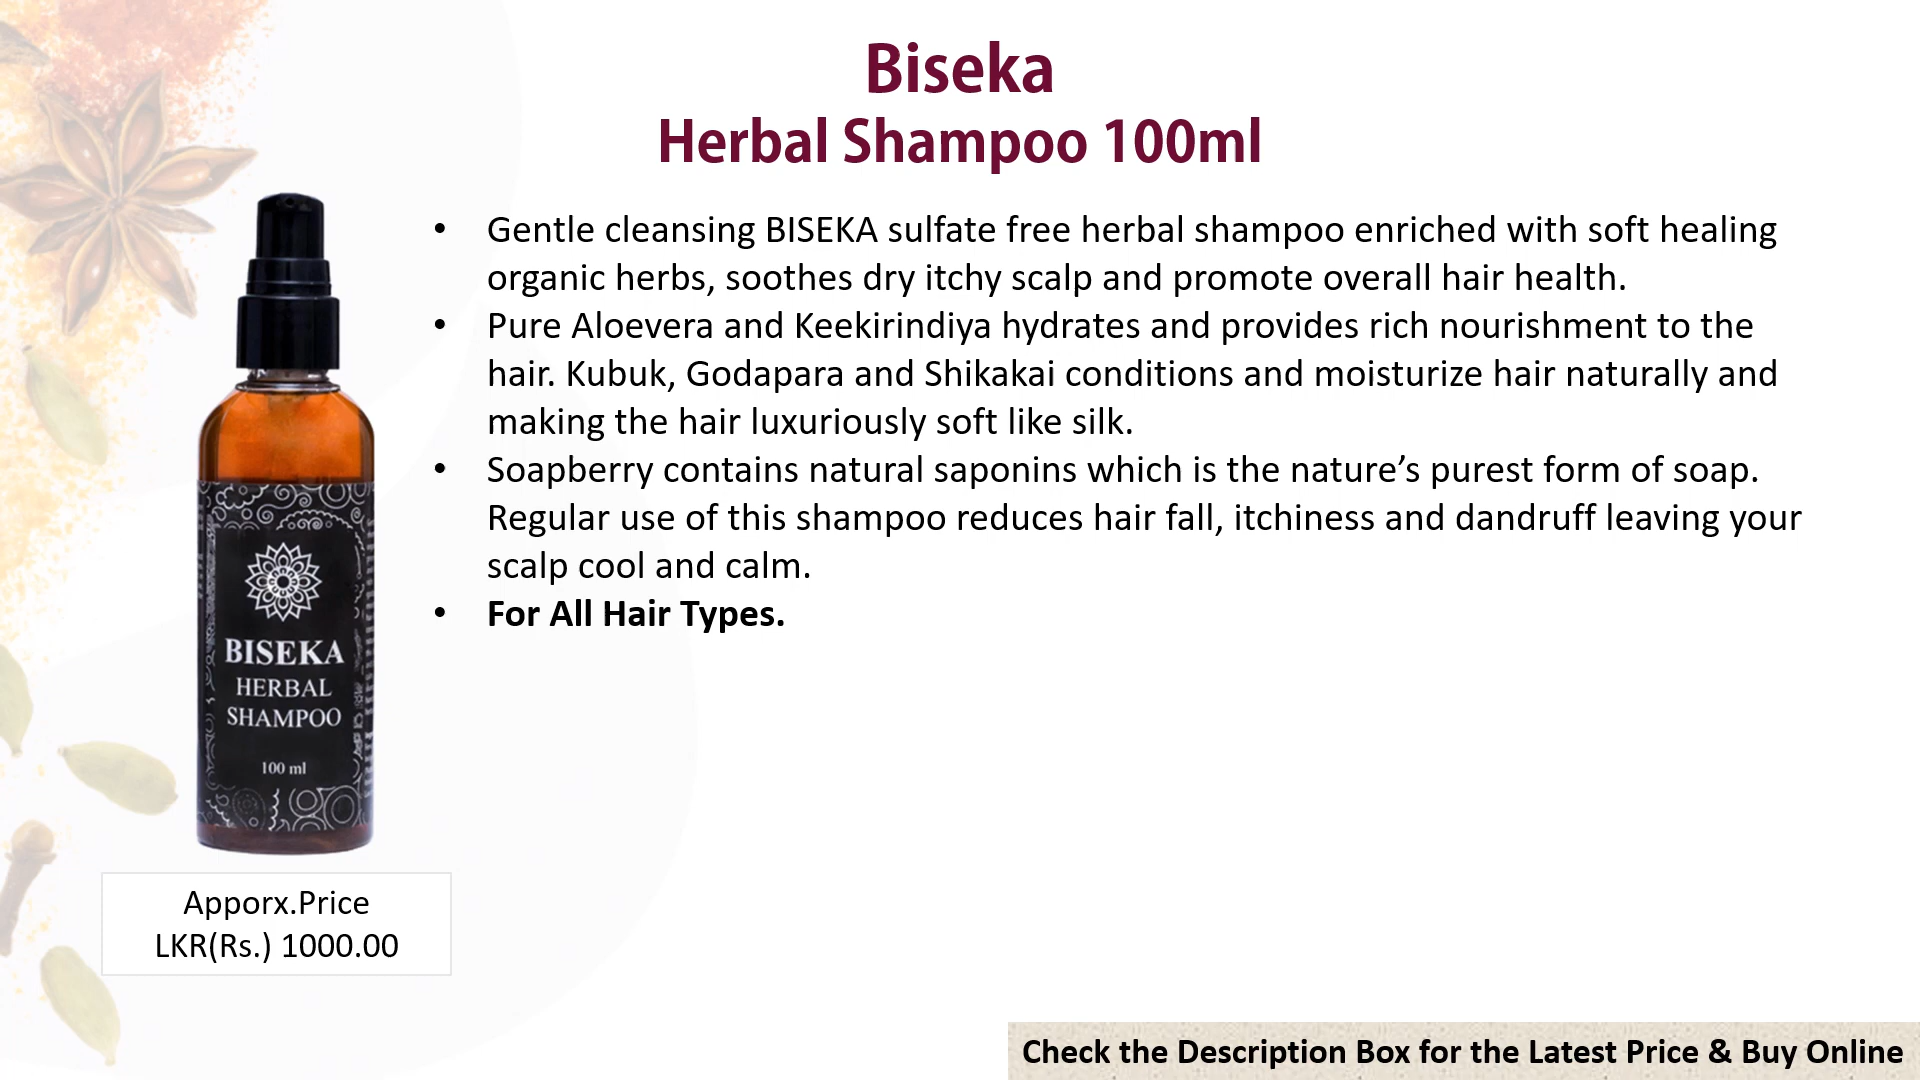 Biseka
Herbal Shampoo 100ml
• Gentle cleansing BISEKA sulfate free herbal shampoo enriched with soft healing
organic herbs, soothes dry itchy scalp and promote overall hair health.
• Pure Aloevera and Keekirindiya hydrates and provides rich nourishment to the
hair. Kubuk, Godapara and Shikakai conditions and moisturize hair naturally and
making the hair luxuriously soft like silk.
• Soapberry contains natural saponins which is the nature’s purest form of soap.
Regular use of this shampoo reduces hair fall, itchiness and dandruff leaving your
scalp cool and calm.
• For All Hair Types.
BISEKA
HERBAL
SHAMPOO
100 ml
Apporx.Price
LKR(Rs.) 1000.00
Check the Description Box for the Latest Price & Buy Online